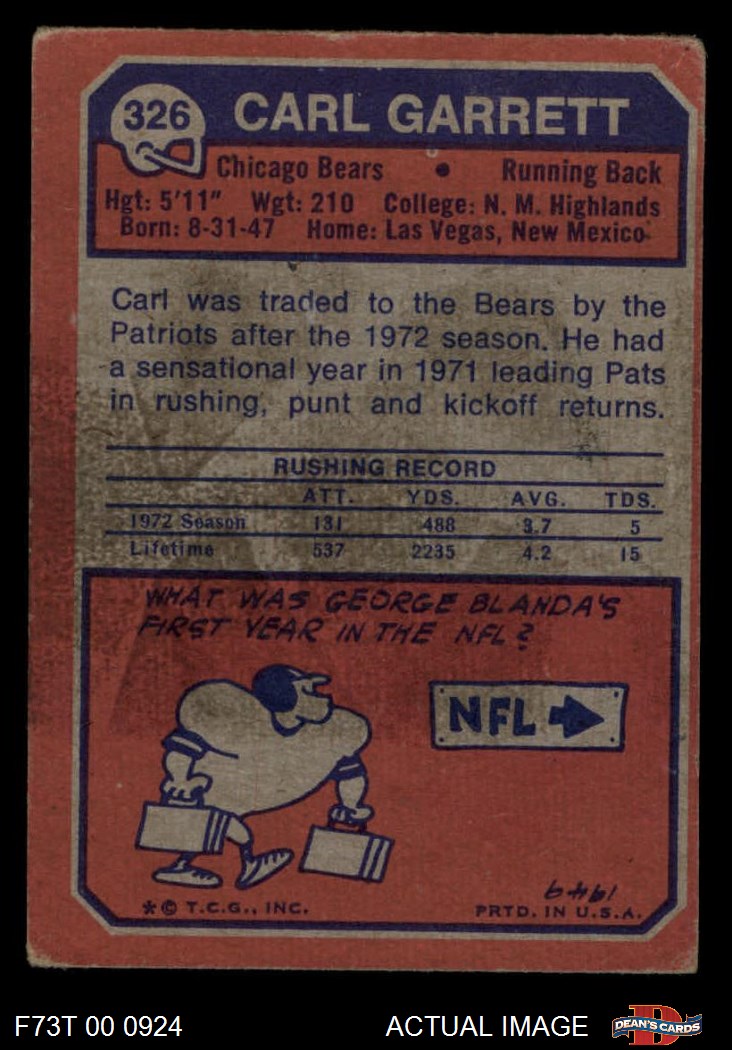 326
CARL GARRETT
Chicago Bears • Running Back
Hgt: 5'11" Wgt: 210 College: N. M. Highlands
Born: 8-31-47 Home: Las Vegas, New Mexico
Carl was traded to the Bears by the
Patriots after the 1972 season. He had
a sensational year in 1971 leading Pats
in rushing, punt and kickoff returns.
RUSHING RECORD
ATT. YDS. AVG. TDS.
1972 Season 131 488 3.7 5
Lifetime 537 2235 4.2 15
WHAT WAS GEORGE BLANDA'S
FIRST YEAR IN THE NFL?
NFL
1949
*© T.C.G., INC.
PRTD. IN U.S.A.
F73T 00 0924 ACTUAL IMAGE
DEAN'S CARDS